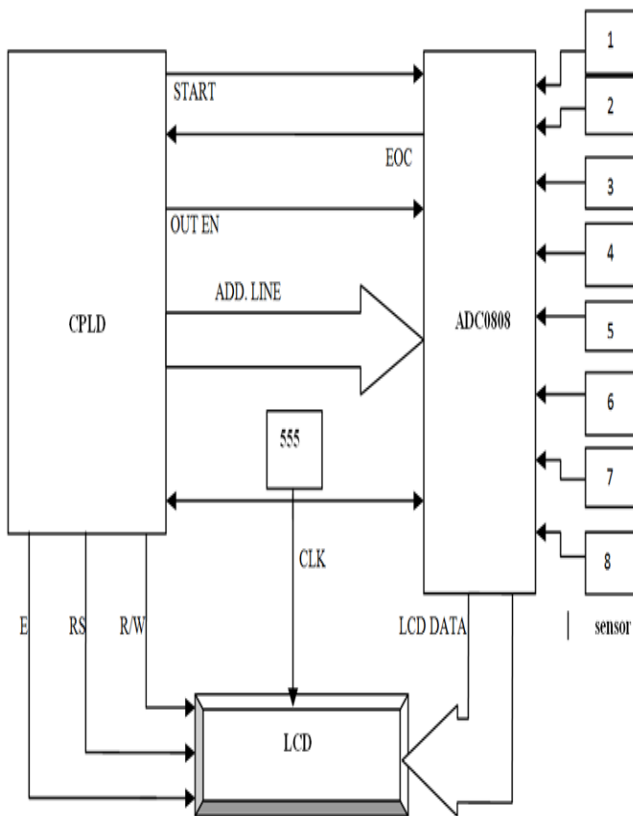 1
START
2
EOC
3
OUT EN
4
ADD. LINE
CPLD
ADC0808
5
6
555
7
CLK
8
E
RS
R/W
LCD DATA
sensor
LCD